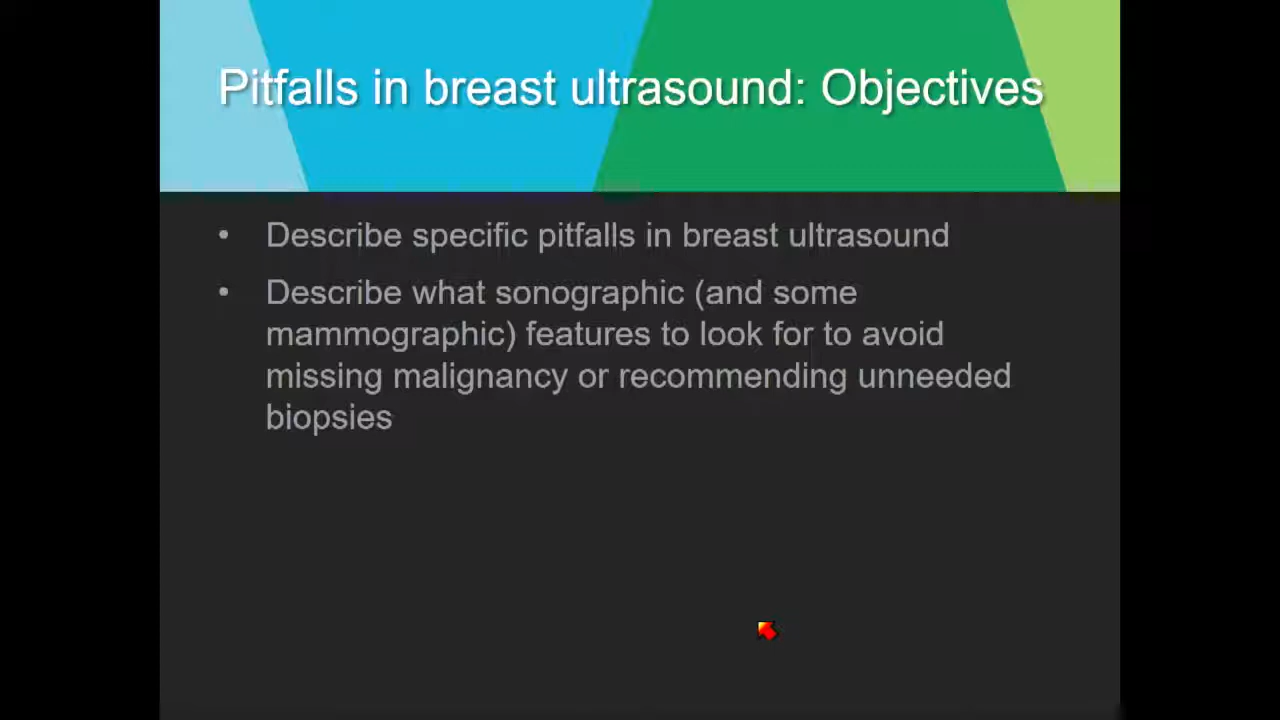 Pitfalls in breast ultrasound: Objectives
• Describe specific pitfalls in breast ultrasound
• Describe what sonographic (and some
mammographic) features to look for to avoid
missing malignancy or recommending unneeded
biopsies